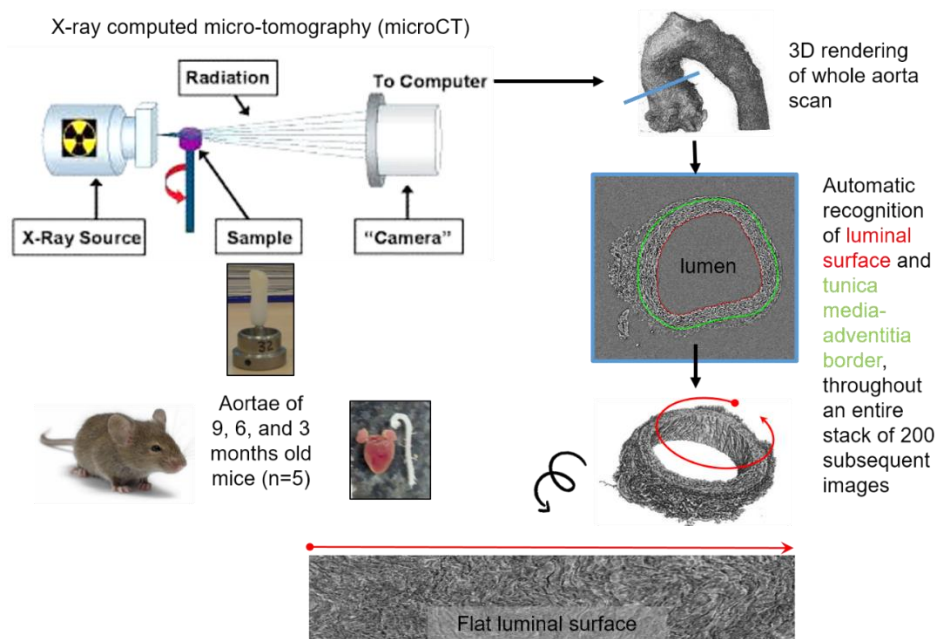 X-ray computed micro-tomography (microCT)
Radiation
To Computer
X-Ray Source
Sample
“Camera”
32
Aortae of
9, 6, and 3
months old
mice (n=5)
3D rendering
of whole aorta
scan
lumen
Automatic
recognition
of luminal
surface and
tunica
media-
adventitia
border,
throughout
an entire
stack of 200
subsequent
images
Flat luminal surface